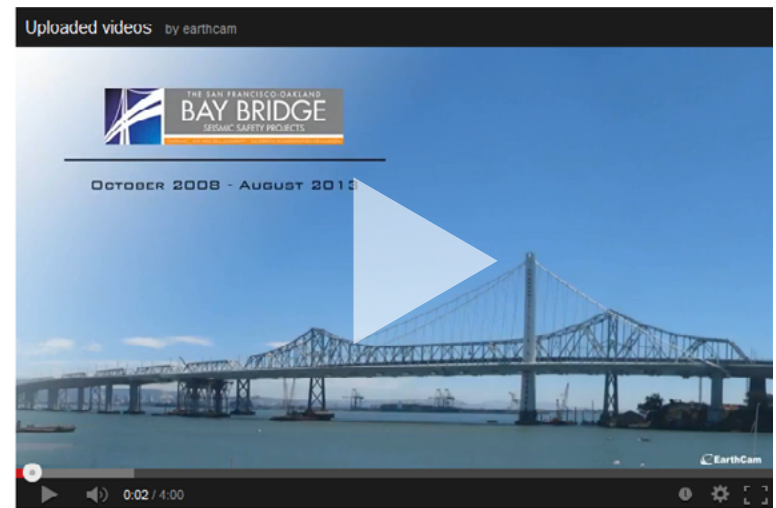 Uploaded videos by earthcam
THE SAN FRANCISCO-OAKLAND
BAY BRIDGE
SEISMIC SAFETY PROJECTS
OCTOBER 2008 - AUGUST 2013
EarthCam
0:02 / 4:00